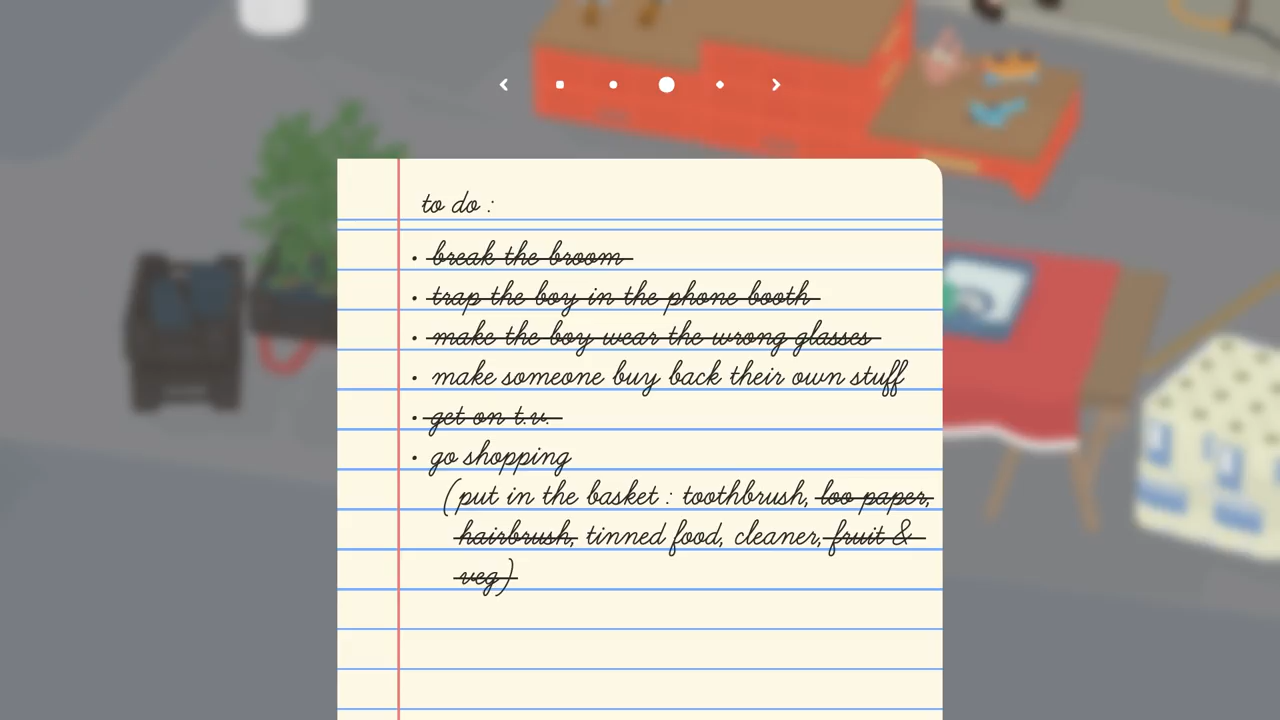 to do :
• break the broom
• trap the boy in the phone booth
• make the boy wear the wrong glasses
• make someone buy back their own stuff
• get on t.v.
• go shopping
(put in the basket : toothbrush, loo paper,
hairbrush, tinned food, cleaner, fruit &
veg)